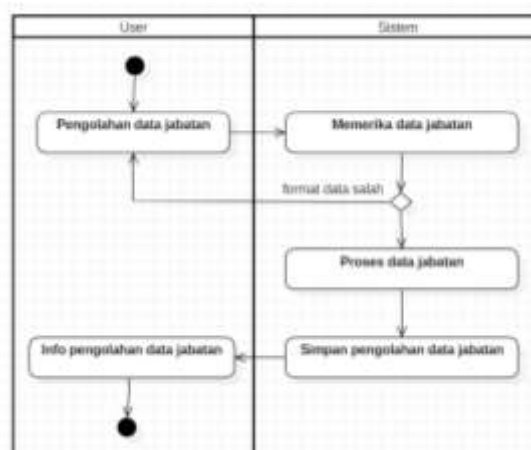 User
Sistem
Pengolahan data jabatan
Memerika data jabatan
format data salah
Proses data jabatan
Info pengolahan data jabatan
Simpan pengolahan data jabatan